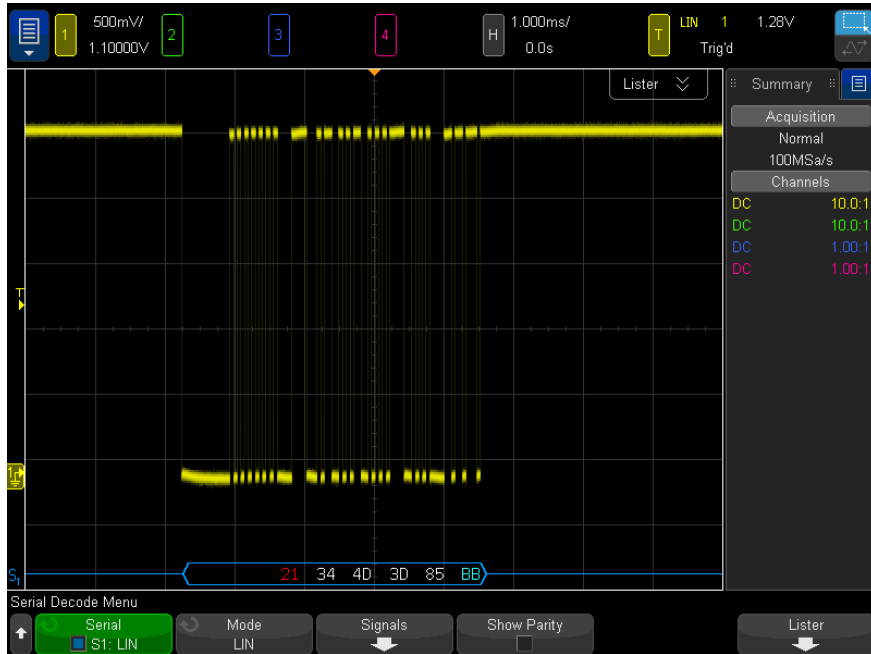 1 500mV/ 1.10000V 2 3 4 H 1.000ms/ 0.0s T LIN 1 1.28V Trig'd
Lister
Summary
Acquisition
Normal
100MSa/s
Channels
DC 10.0:1
DC 10.0:1
DC 1.00:1
DC 1.00:1
T
1
S1 21 34 4D 3D 85 BB
Serial Decode Menu
Serial Mode Signals Show Parity Lister
S1: LIN LIN